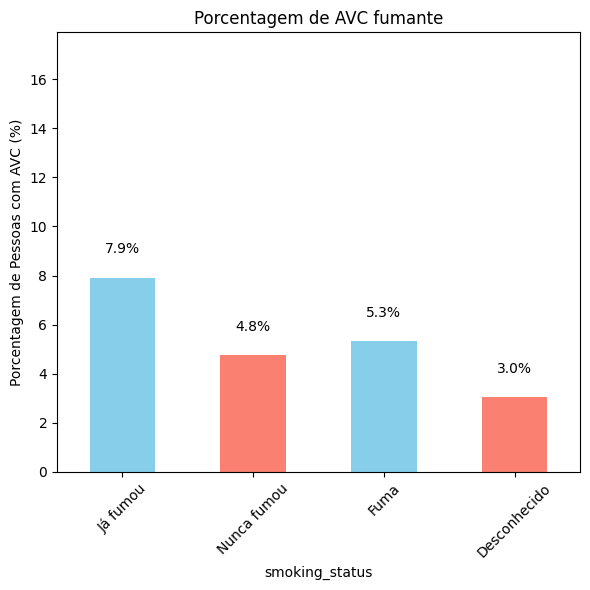 Porcentagem de AVC fumante
Porcentagem de Pessoas com AVC (%)
16
14
12
10
8
6
4
2
0
7.9%
4.8%
5.3%
3.0%
Já fumou
Nunca fumou
Fuma
Desconhecido
smoking_status